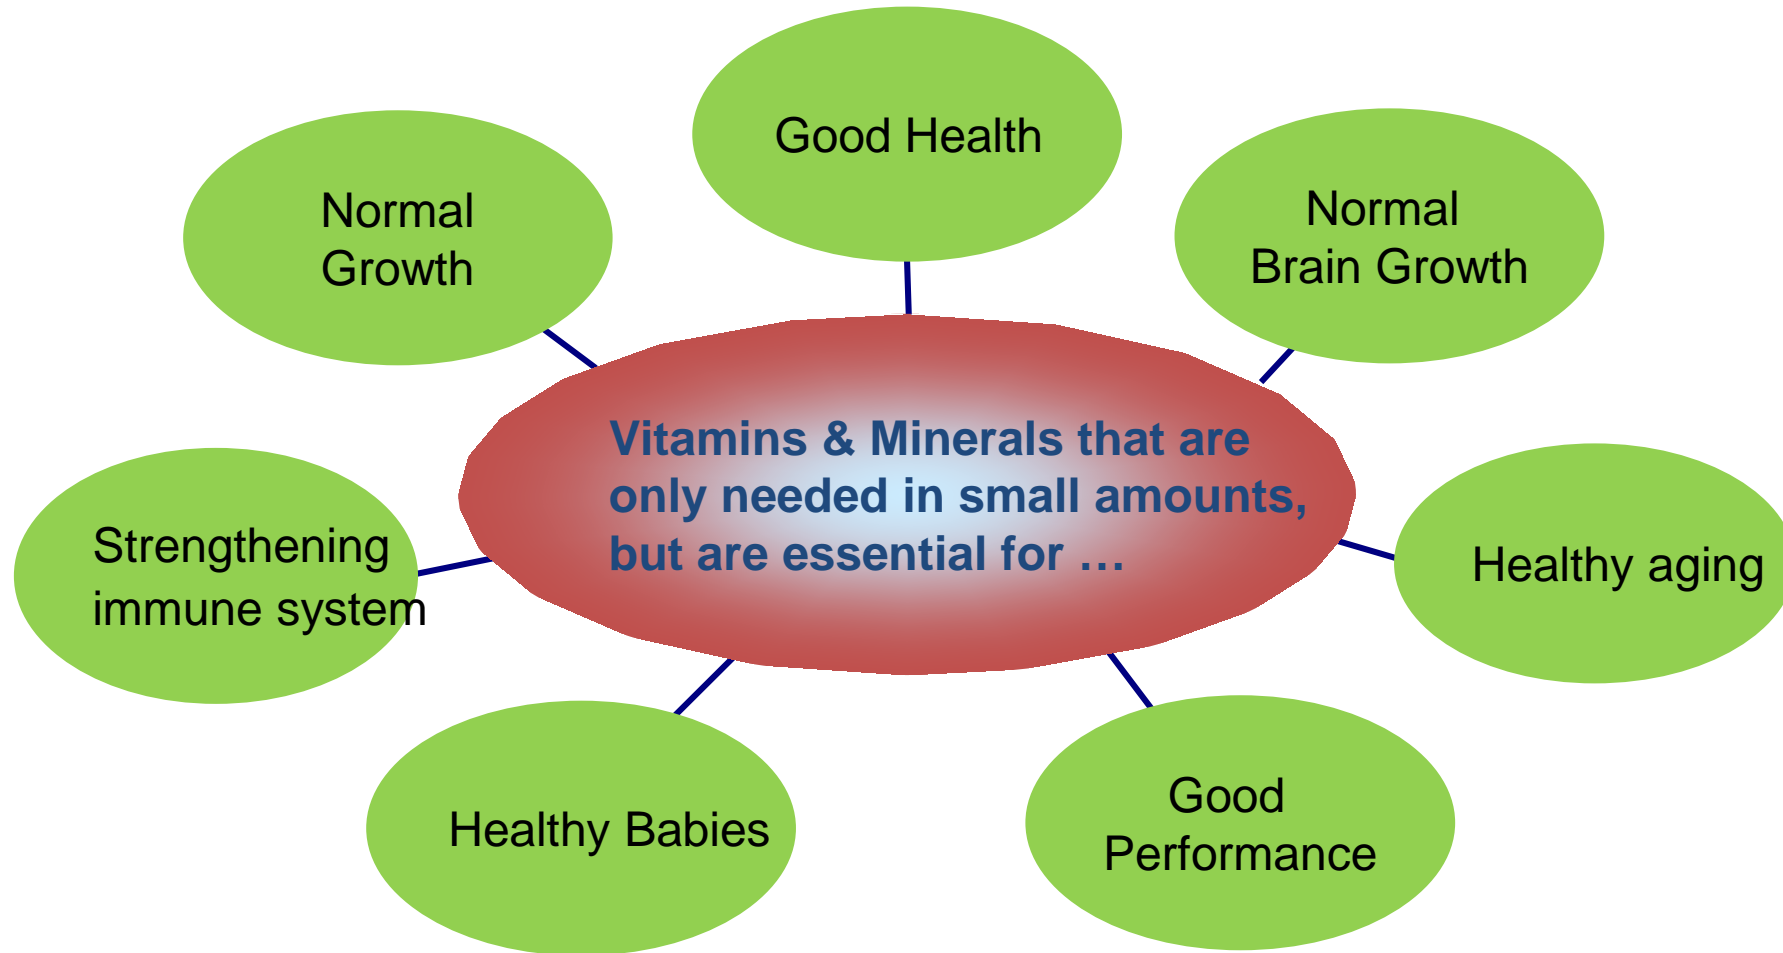 Good Health
Normal
Growth
Normal
Brain Growth
Vitamins & Minerals that are
only needed in small amounts,
but are essential for …
Strengthening
immune system
Healthy aging
Healthy Babies
Good
Performance